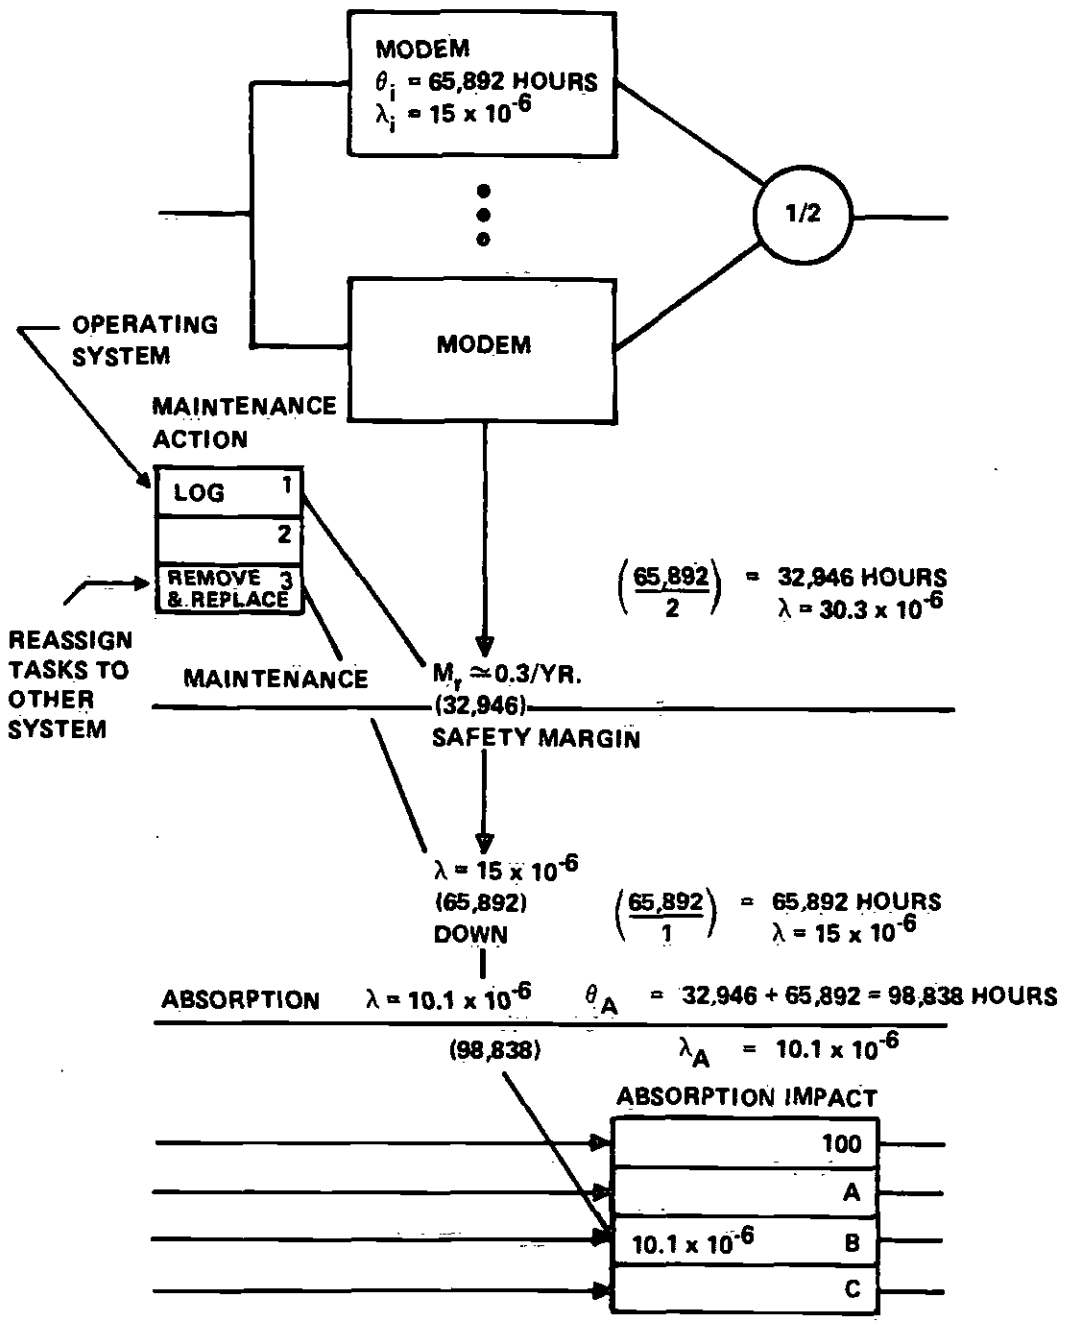 MODEM
θi = 65,892 HOURS
λi = 15 x 10^-6
1/2
MODEM
OPERATING
SYSTEM
MAINTENANCE
ACTION
LOG 1
2
REMOVE 3
& REPLACE
REASSIGN
TASKS TO
OTHER
SYSTEM
(65,892/2) = 32,946 HOURS
λ = 30.3 x 10^-6
MAINTENANCE
Mr ≃ 0.3/YR.
(32,946)
SAFETY MARGIN
λ = 15 x 10^-6
(65,892)
DOWN
(65,892/1) = 65,892 HOURS
λ = 15 x 10^-6
ABSORPTION λ = 10.1 x 10^-6 θA = 32,946 + 65,892 = 98,838 HOURS
(98,838) λA = 10.1 x 10^-6
ABSORPTION IMPACT
100
A
10.1 x 10^-6 B
C